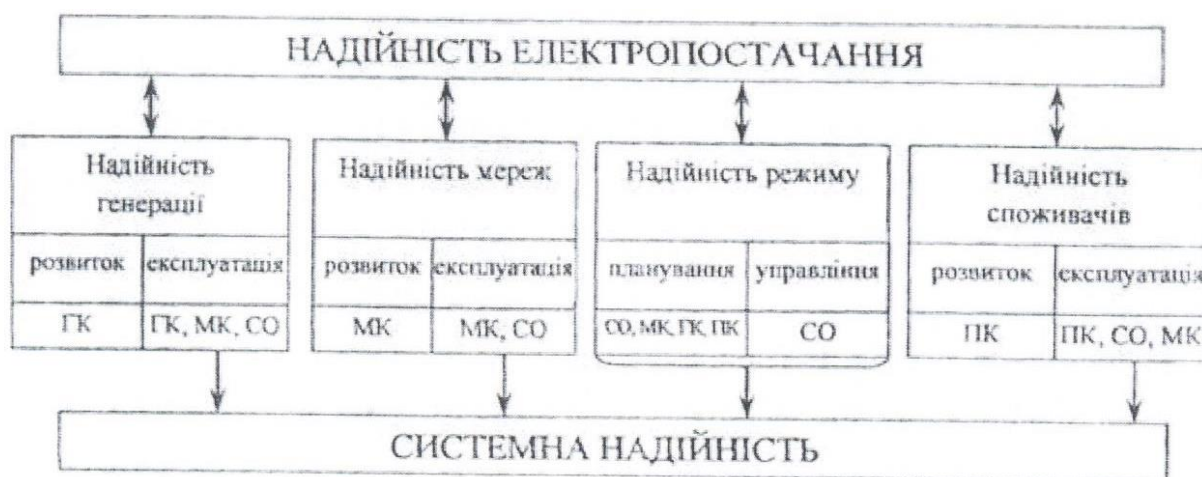 НАДІЙНІСТЬ ЕЛЕКТРОПОСТАЧАННЯ
Надійність
генерації
розвиток експлуатація
ГК ГК, МК, СО
Надійність мереж
розвиток експлуатація
МК МК, СО
Надійність режиму
планування управління
СО, МК, ГК, ПК СО
Надійність
споживачів
розвиток експлуатація
ПК ПК, СО, МК
СИСТЕМНА НАДІЙНІСТЬ